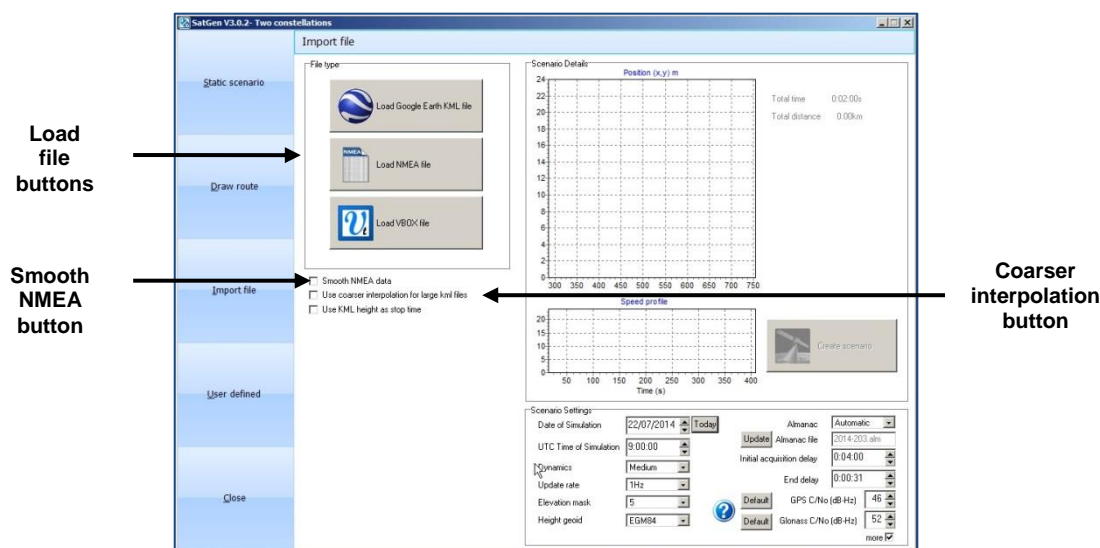 SatGen V3.0.2- Two constellations
Import file
Static scenario
Draw route
Import file
User defined
Close
Load
file
buttons
Smooth
NMEA
button
Coarser
interpolation
button
File type
Load Google Earth KML file
NMEA
Load NMEA file
Load VBOX file
Smooth NMEA data
Use coarser interpolation for large kml files
Use KML height as stop time
Scenario Details
Position (x,y) m
24
22
20
18
16
14
12
10
8
6
4
2
0
300 350 400 450 500 550 600 650 700 750
Total time 0:02:00s
Total distance 0.00km
Speed profile
20
15
10
5
0
50 100 150 200 250 300 350 400
Time (s)
Create scenario
Scenario Settings
Date of Simulation 22/07/2014 Today
UTC Time of Simulation 9:00:00
Dynamics Medium
Update rate 1Hz
Elevation mask 5
Height geoid EGM84
Almanac Automatic
Update Almanac file 2014-203.alm
Initial acquisition delay 0:04:00
End delay 0:00:31
Default GPS C/No (dB-Hz) 46
Default Glonass C/No (dB-Hz) 52
more